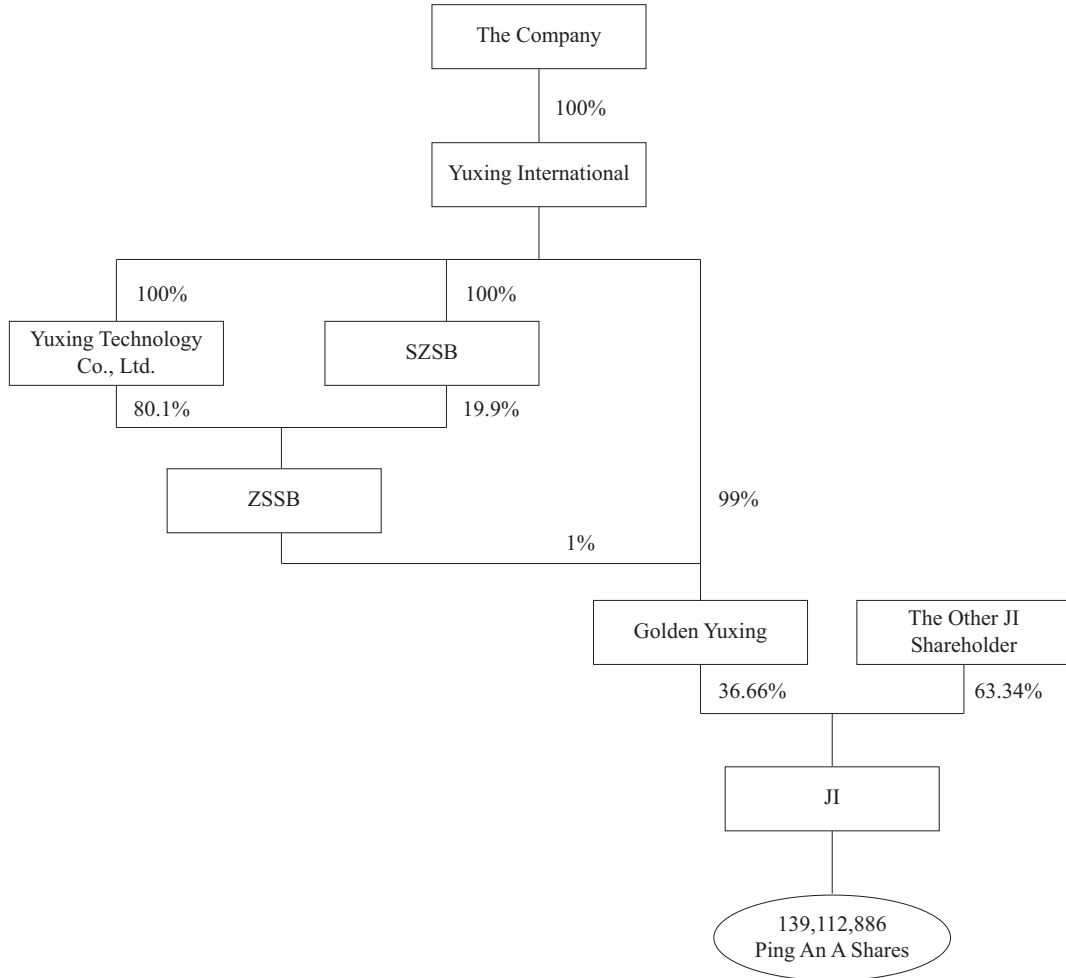 The Company
100%
Yuxing International
100%
100%
Yuxing Technology
Co., Ltd.
SZSB
80.1%
19.9%
ZSSB
99%
1%
Golden Yuxing
The Other JI
Shareholder
36.66%
63.34%
JI
139,112,886
Ping An A Shares